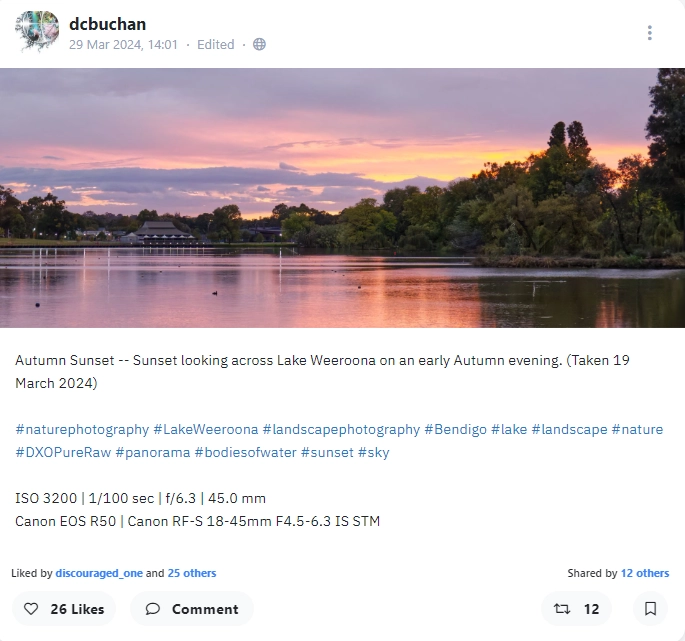 dcbuchan
29 Mar 2024, 14:01 · Edited ·
Autumn Sunset -- Sunset looking across Lake Weeroona on an early Autumn evening. (Taken 19
March 2024)
#naturephotography #LakeWeeroona #landscapephotography #Bendigo #lake #landscape #nature
#DXOPureRaw #panorama #bodiesofwater #sunset #sky
ISO 3200 | 1/100 sec | f/6.3 | 45.0 mm
Canon EOS R50 | Canon RF-S 18-45mm F4.5-6.3 IS STM
Liked by discouraged_one and 25 others Shared by 12 others
26 Likes Comment 12